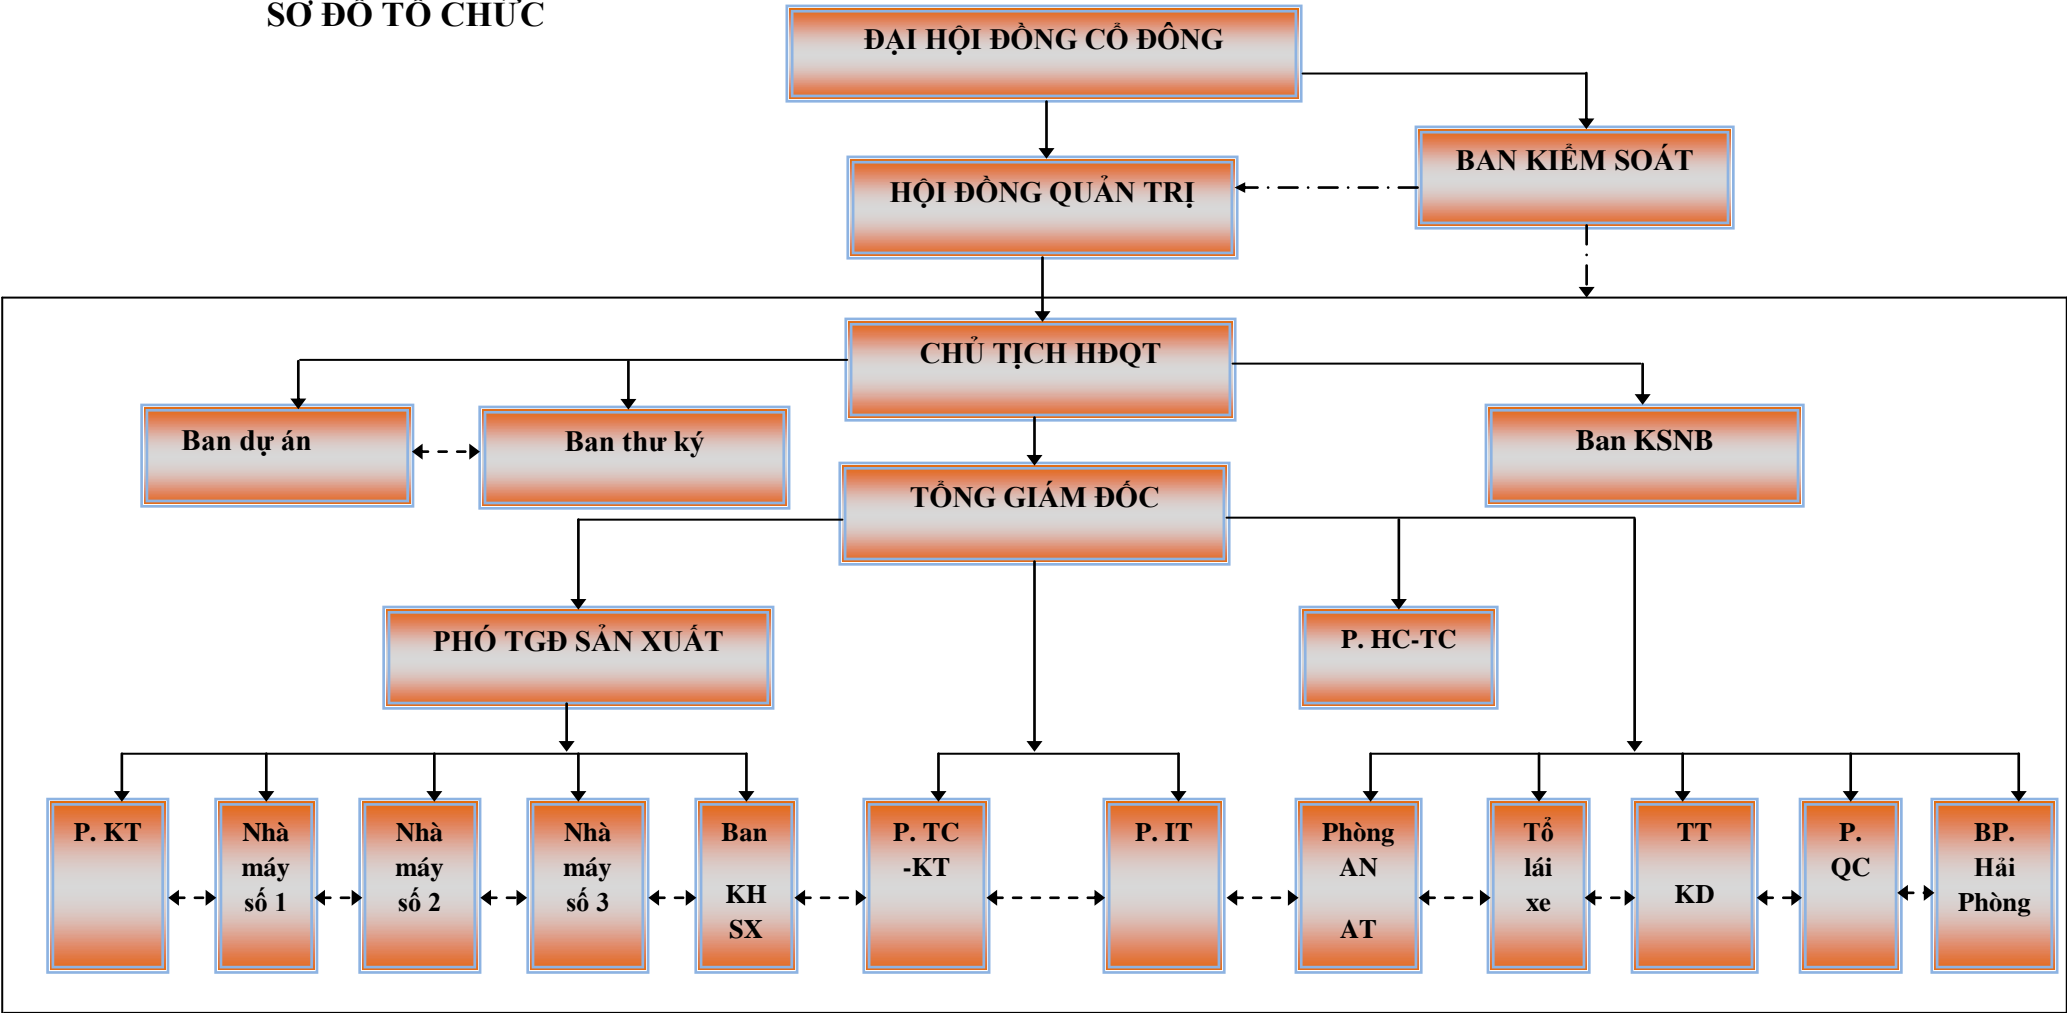 SƠ ĐỒ TỔ CHỨC
ĐẠI HỘI ĐỒNG CỔ ĐÔNG
BAN KIỂM SOÁT
HỘI ĐỒNG QUẢN TRỊ
CHỦ TỊCH HĐQT
Ban dự án
Ban thư ký
Ban KSNB
TỔNG GIÁM ĐỐC
PHÓ TGĐ SẢN XUẤT
P. HC-TC
P. KT
Nhà
máy
số 1
Nhà
máy
số 2
Nhà
máy
số 3
Ban
KH
SX
P. TC
-KT
P. IT
Phòng
AN
AT
Tổ
lái
xe
TT
KD
P.
QC
BP.
Hải
Phòng